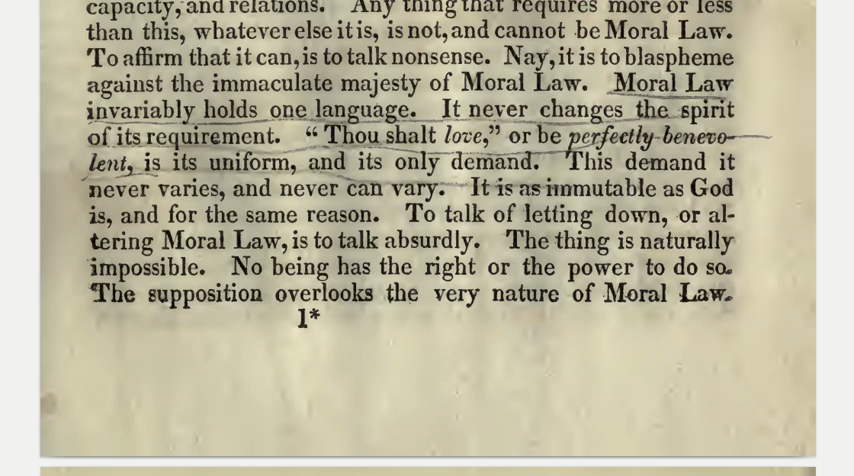 capacity, and relations. Any thing that requires more or less
than this, whatever else it is, is not, and cannot be Moral Law.
To affirm that it can, is to talk nonsense. Nay, it is to blaspheme
against the immaculate majesty of Moral Law. Moral Law
invariably holds one language. It never changes the spirit
of its requirement. “Thou shalt love,” or be perfectly benevo-
lent, is its uniform, and its only demand. This demand it
never varies, and never can vary. It is as immutable as God
is, and for the same reason. To talk of letting down, or al-
tering Moral Law, is to talk absurdly. The thing is naturally
impossible. No being has the right or the power to do so.
The supposition overlooks the very nature of Moral Law.
1*